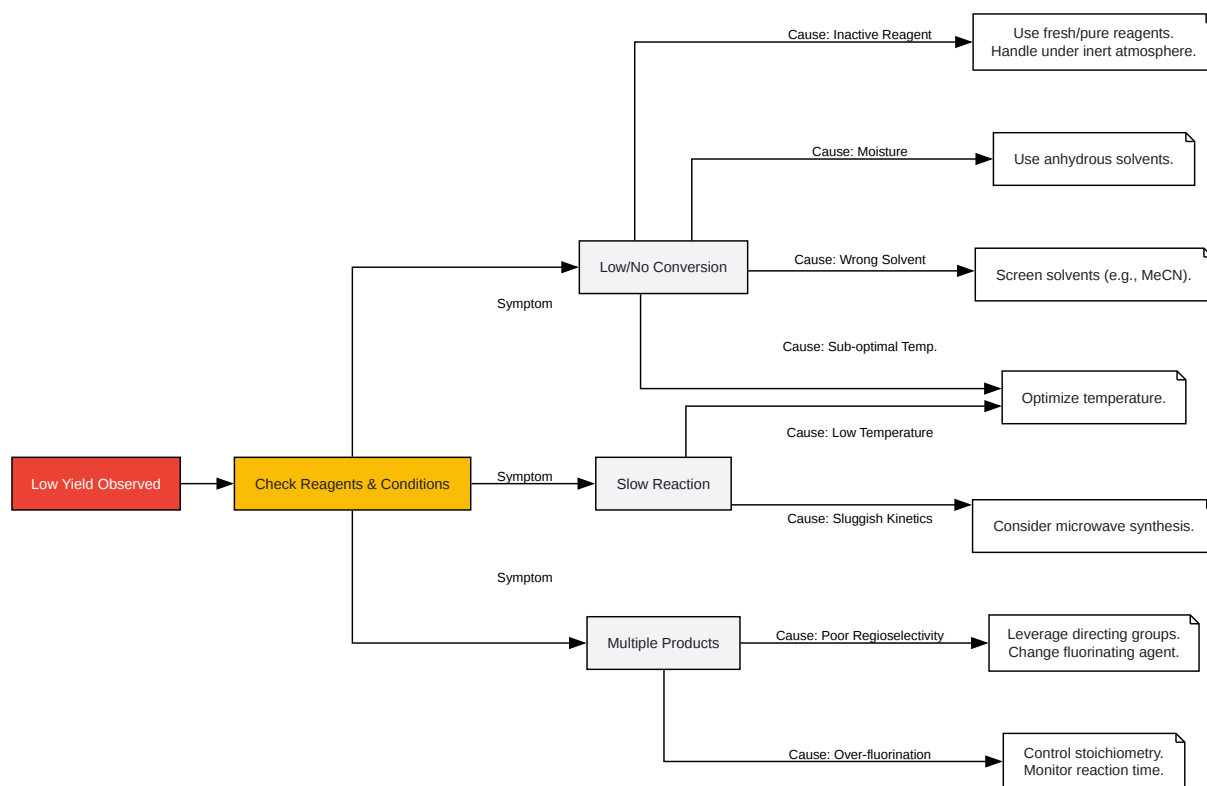 Cause: Inactive Reagent
Use fresh/pure reagents.
Handle under inert atmosphere.
Cause: Moisture
Use anhydrous solvents.
Low/No Conversion
Cause: Wrong Solvent
Screen solvents (e.g., MeCN).
Symptom
Cause: Sub-optimal Temp.
Optimize temperature.
Cause: Low Temperature
Low Yield Observed
Check Reagents & Conditions
Symptom
Slow Reaction
Cause: Sluggish Kinetics
Consider microwave synthesis.
Symptom
Multiple Products
Cause: Poor Regioselectivity
Leverage directing groups.
Change fluorinating agent.
Cause: Over-fluorination
Control stoichiometry.
Monitor reaction time.